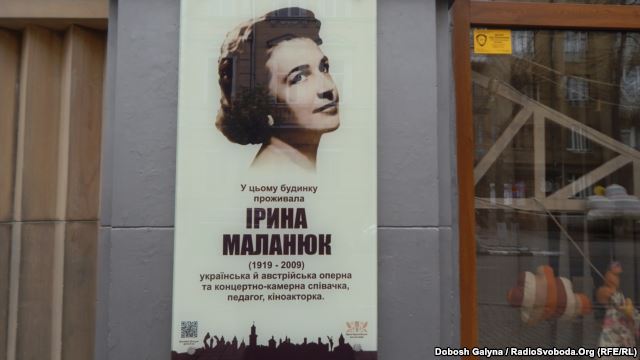 У цьому будинку
проживала
ІРИНА
МАЛАНЮК
(1919 - 2009)
українська й австрійська оперна
та концертно-камерна співачка,
педагог, кіноакторка.
Dobosh Galyna / RadioSvoboda.Org (RFE/RL)